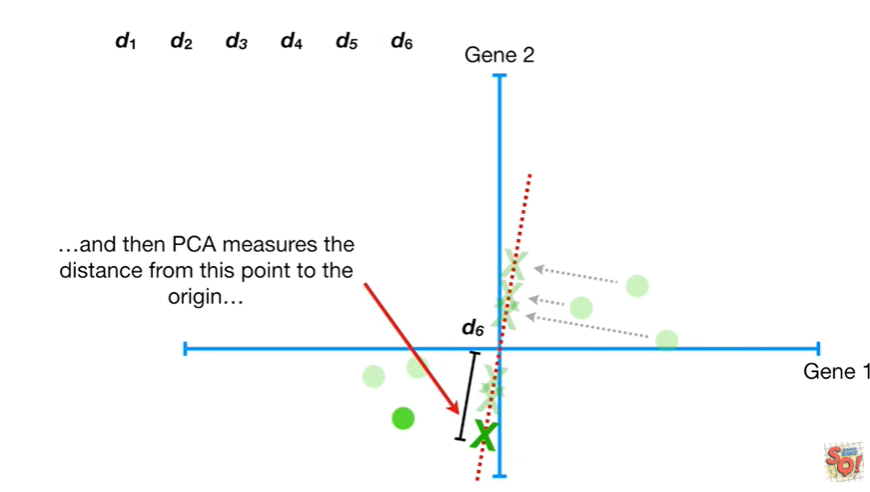 d1 d2 d3 d4 d5 d6
Gene 2
…and then PCA measures the
distance from this point to the
origin…
d6
Gene 1
X
X
X
X
X
X
SQ!